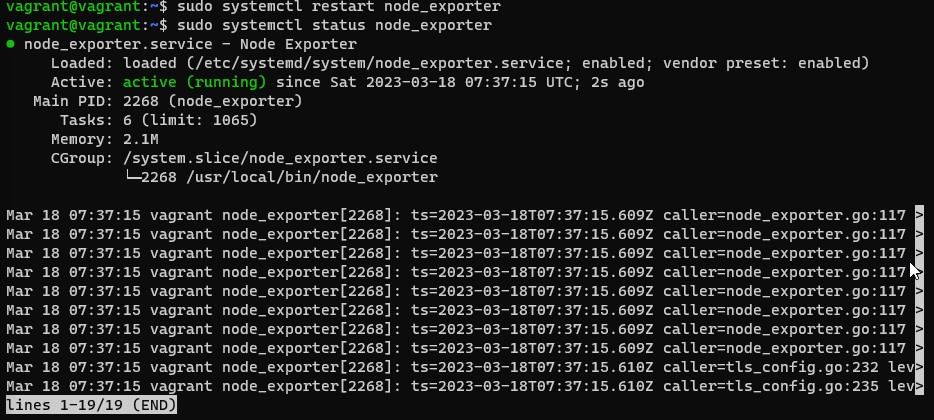 vagrant@vagrant:~$ sudo systemctl restart node_exporter
vagrant@vagrant:~$ sudo systemctl status node_exporter
● node_exporter.service - Node Exporter
Loaded: loaded (/etc/systemd/system/node_exporter.service; enabled; vendor preset: enabled)
Active: active (running) since Sat 2023-03-18 07:37:15 UTC; 2s ago
Main PID: 2268 (node_exporter)
Tasks: 6 (limit: 1065)
Memory: 2.1M
CGroup: /system.slice/node_exporter.service
└─2268 /usr/local/bin/node_exporter
Mar 18 07:37:15 vagrant node_exporter[2268]: ts=2023-03-18T07:37:15.609Z caller=node_exporter.go:117 >
Mar 18 07:37:15 vagrant node_exporter[2268]: ts=2023-03-18T07:37:15.609Z caller=node_exporter.go:117 >
Mar 18 07:37:15 vagrant node_exporter[2268]: ts=2023-03-18T07:37:15.609Z caller=node_exporter.go:117 >
Mar 18 07:37:15 vagrant node_exporter[2268]: ts=2023-03-18T07:37:15.609Z caller=node_exporter.go:117 >
Mar 18 07:37:15 vagrant node_exporter[2268]: ts=2023-03-18T07:37:15.609Z caller=node_exporter.go:117 >
Mar 18 07:37:15 vagrant node_exporter[2268]: ts=2023-03-18T07:37:15.609Z caller=node_exporter.go:117 >
Mar 18 07:37:15 vagrant node_exporter[2268]: ts=2023-03-18T07:37:15.609Z caller=node_exporter.go:117 >
Mar 18 07:37:15 vagrant node_exporter[2268]: ts=2023-03-18T07:37:15.609Z caller=node_exporter.go:117 >
Mar 18 07:37:15 vagrant node_exporter[2268]: ts=2023-03-18T07:37:15.610Z caller=tls_config.go:232 lev>
Mar 18 07:37:15 vagrant node_exporter[2268]: ts=2023-03-18T07:37:15.610Z caller=tls_config.go:235 lev>
lines 1-19/19 (END)